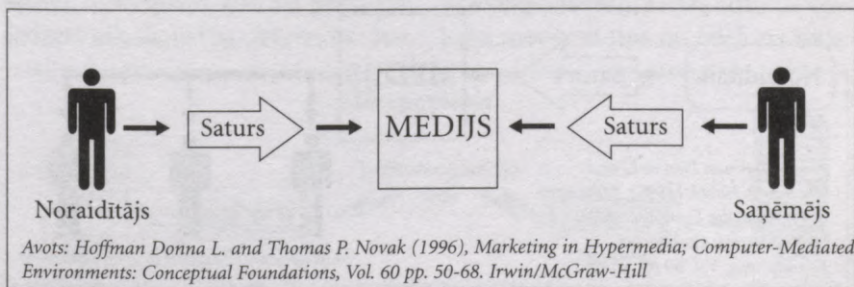 Saturs MEDIJS Saturs
Noraidītājs Saņēmējs
Avots: Hoffman Donna L. and Thomas P. Novak (1996), Marketing in Hypermedia; Computer-Mediated
Environments: Conceptual Foundations, Vol. 60 pp. 50-68. Irwin/McGraw-Hill